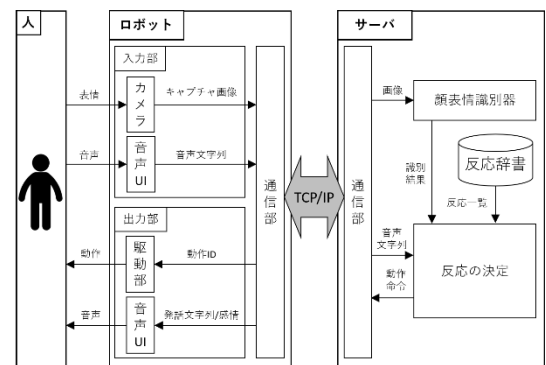 人
ロボット
サーバ
入力部
表情
カメラ
キャプチャ画像
音声
音声UI
音声文字列
通信部
TCP/IP
通信部
画像
顔表情識別器
識別結果
反応辞書
反応一覧
音声文字列
動作命令
反応の決定
出力部
動作
駆動部
動作ID
音声
音声UI
発話文字列/感情